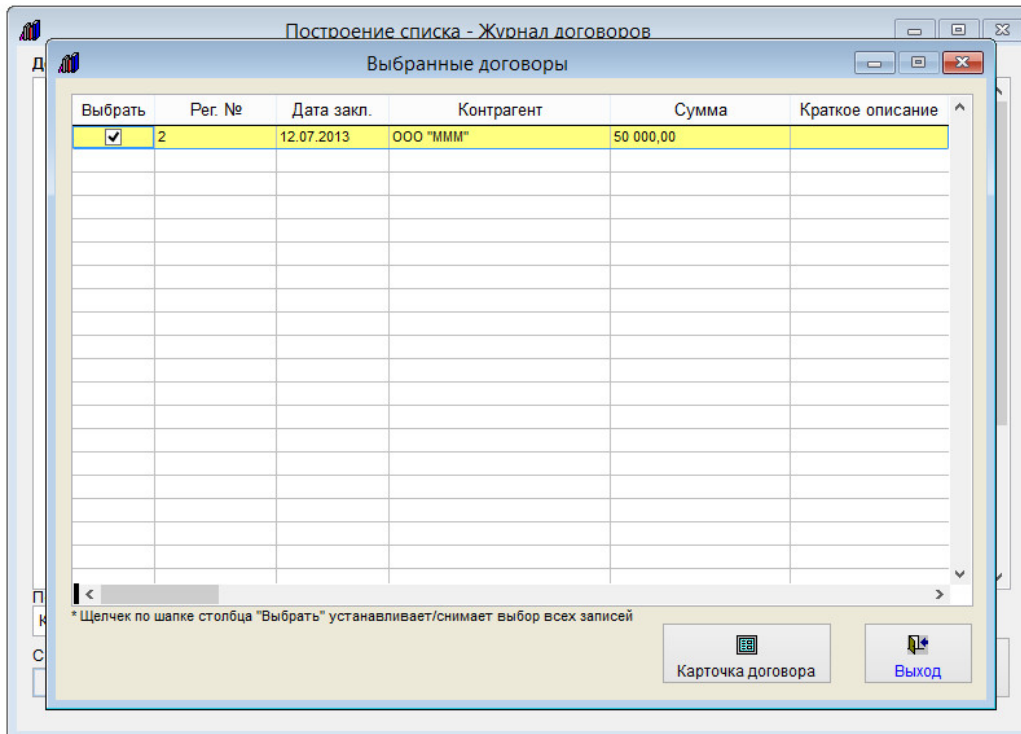 Построение списка - Журнал договоров
Выбранные договоры
Выбрать Рег. № Дата закл. Контрагент Сумма Краткое описание
2 12.07.2013 ООО "МММ" 50 000,00
* Щелчек по шапке столбца "Выбрать" устанавливает/снимает выбор всех записей
Карточка договора Выход